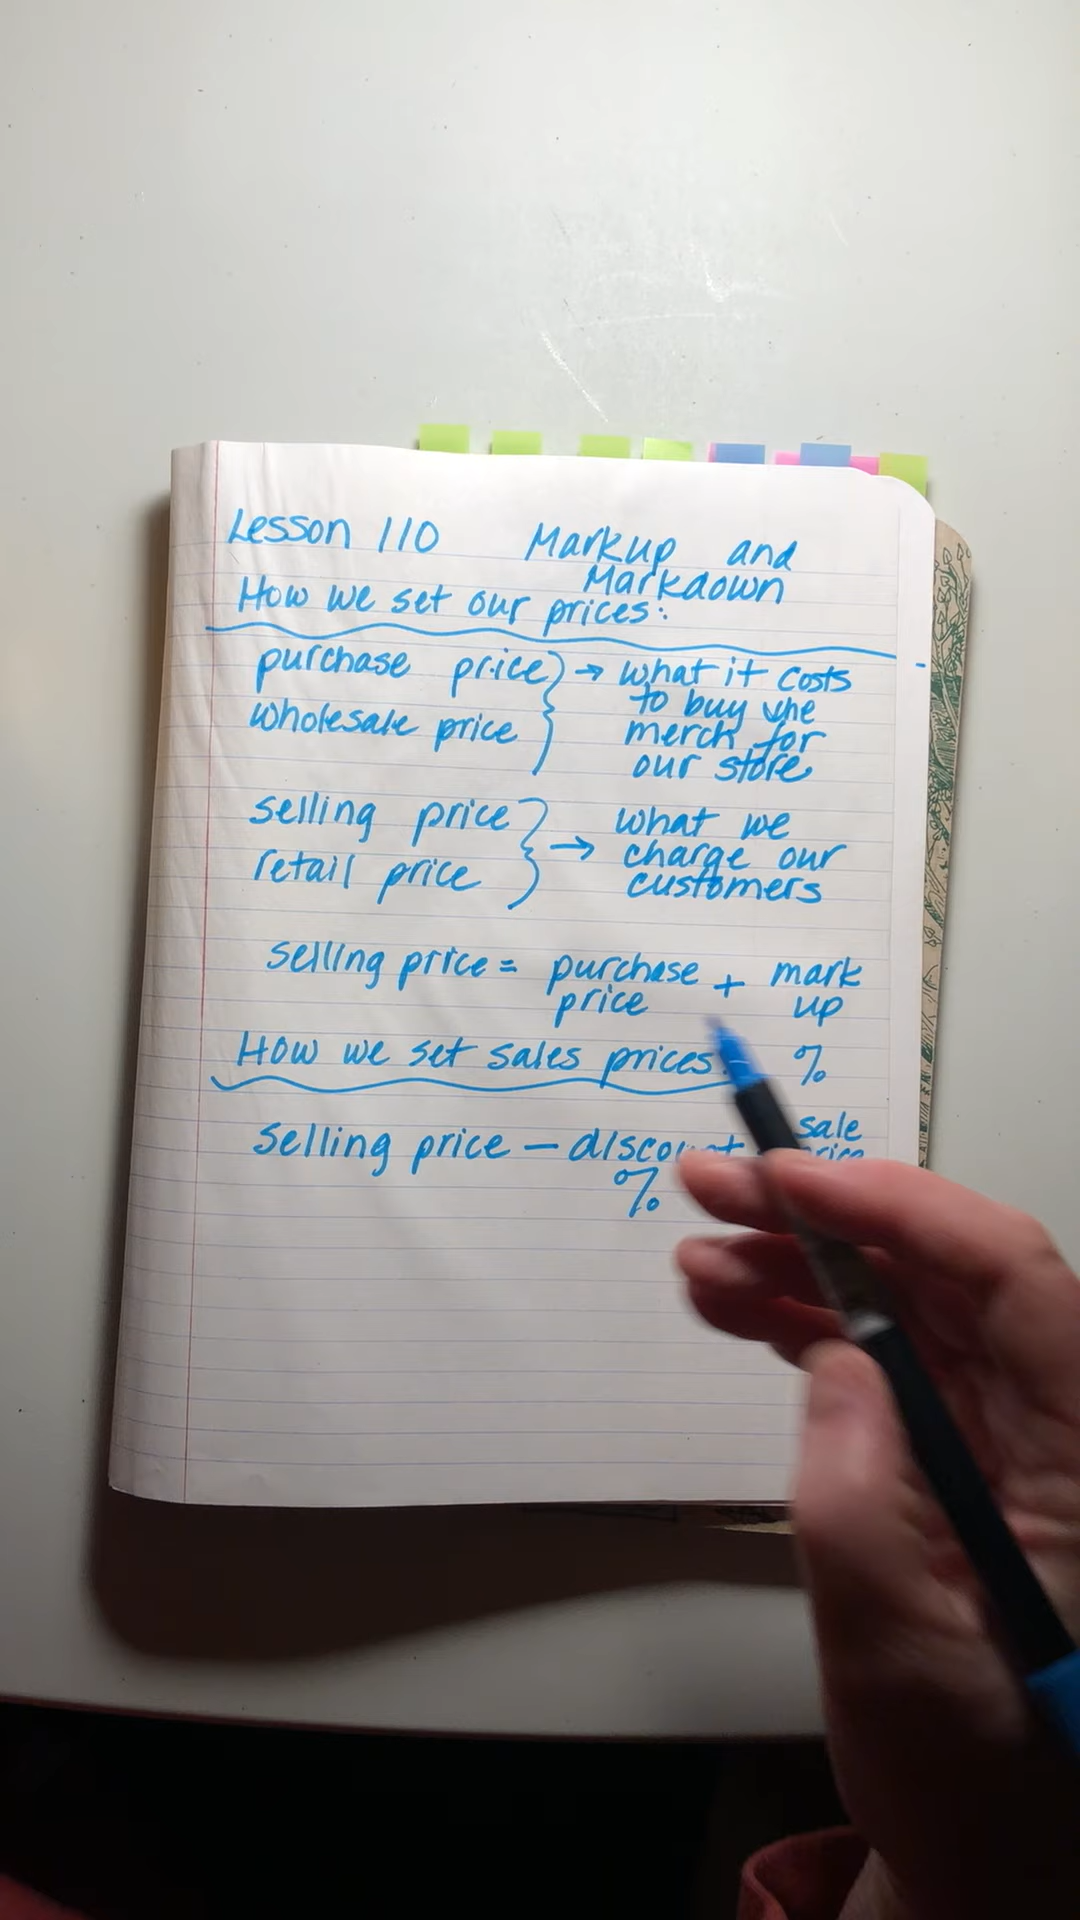 Lesson 110 Markup and
Markdown
How we set our prices:
purchase price } → what it costs
to buy the
wholesale price merch for
our store
selling price } → what we
retail price charge our
customers
selling price = purchase + mark
price up
How we set sales prices: %
selling price − discount sale
%